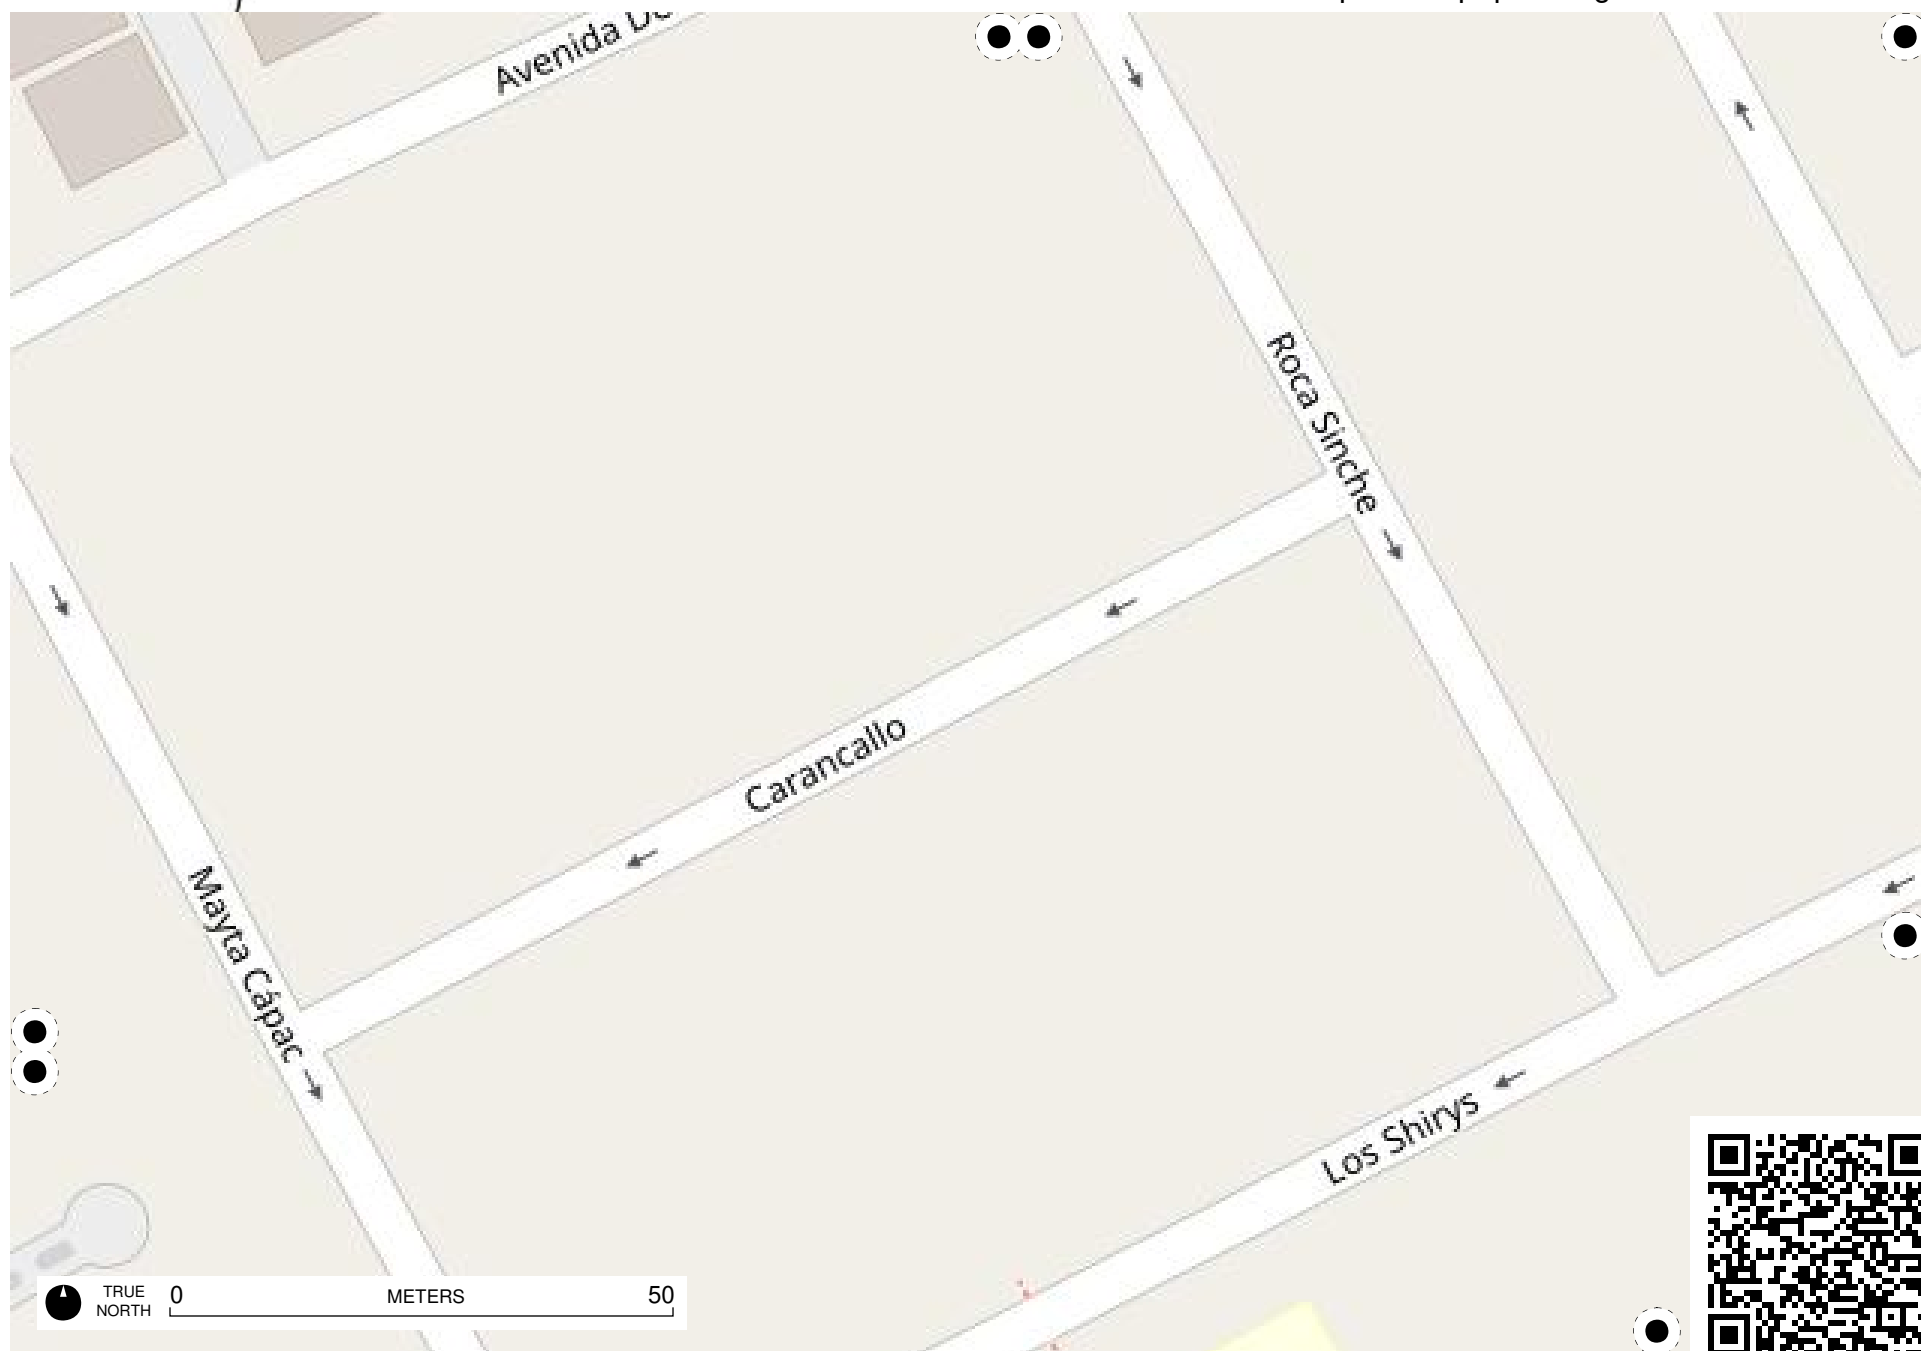 Avenida
Roca Sinche
Carancallo
Mayta Cápac
Los Shirys
TRUE
NORTH
0 METERS 50